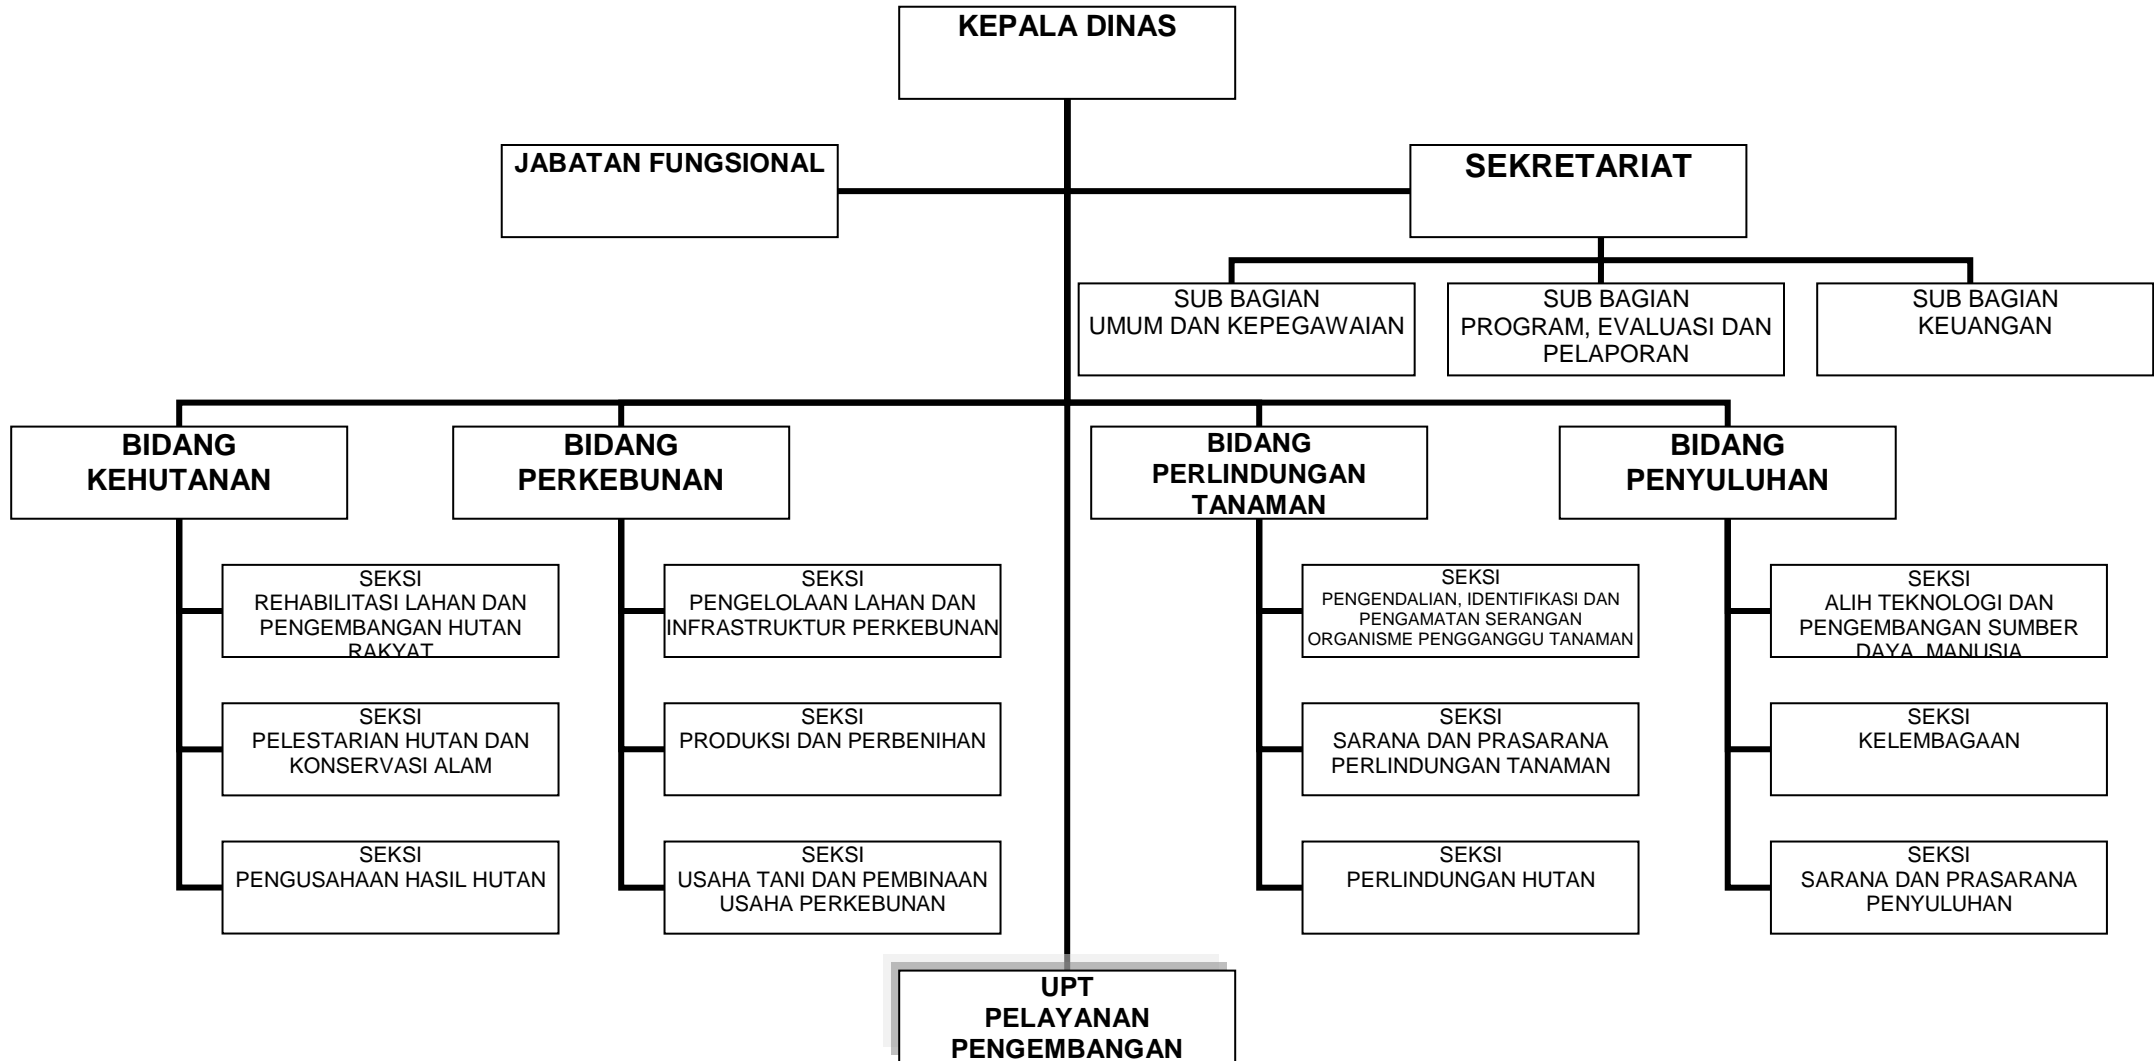 KEPALA DINAS
JABATAN FUNGSIONAL
SEKRETARIAT
SUB BAGIAN
UMUM DAN KEPEGAWAIAN
SUB BAGIAN
PROGRAM, EVALUASI DAN
PELAPORAN
SUB BAGIAN
KEUANGAN
BIDANG
KEHUTANAN
BIDANG
PERKEBUNAN
BIDANG
PERLINDUNGAN
TANAMAN
BIDANG
PENYULUHAN
SEKSI
REHABILITASI LAHAN DAN
PENGEMBANGAN HUTAN
RAKYAT
SEKSI
PELESTARIAN HUTAN DAN
KONSERVASI ALAM
SEKSI
PENGUSAHAAN HASIL HUTAN
SEKSI
PENGELOLAAN LAHAN DAN
INFRASTRUKTUR PERKEBUNAN
SEKSI
PRODUKSI DAN PERBENIHAN
SEKSI
USAHA TANI DAN PEMBINAAN
USAHA PERKEBUNAN
SEKSI
PENGENDALIAN, IDENTIFIKASI DAN
PENGAMATAN SERANGAN
ORGANISME PENGGANGGU TANAMAN
SEKSI
SARANA DAN PRASARANA
PERLINDUNGAN TANAMAN
SEKSI
PERLINDUNGAN HUTAN
SEKSI
ALIH TEKNOLOGI DAN
PENGEMBANGAN SUMBER
DAYA MANUSIA
SEKSI
KELEMBAGAAN
SEKSI
SARANA DAN PRASARANA
PENYULUHAN
UPT
PELAYANAN
PENGEMBANGAN